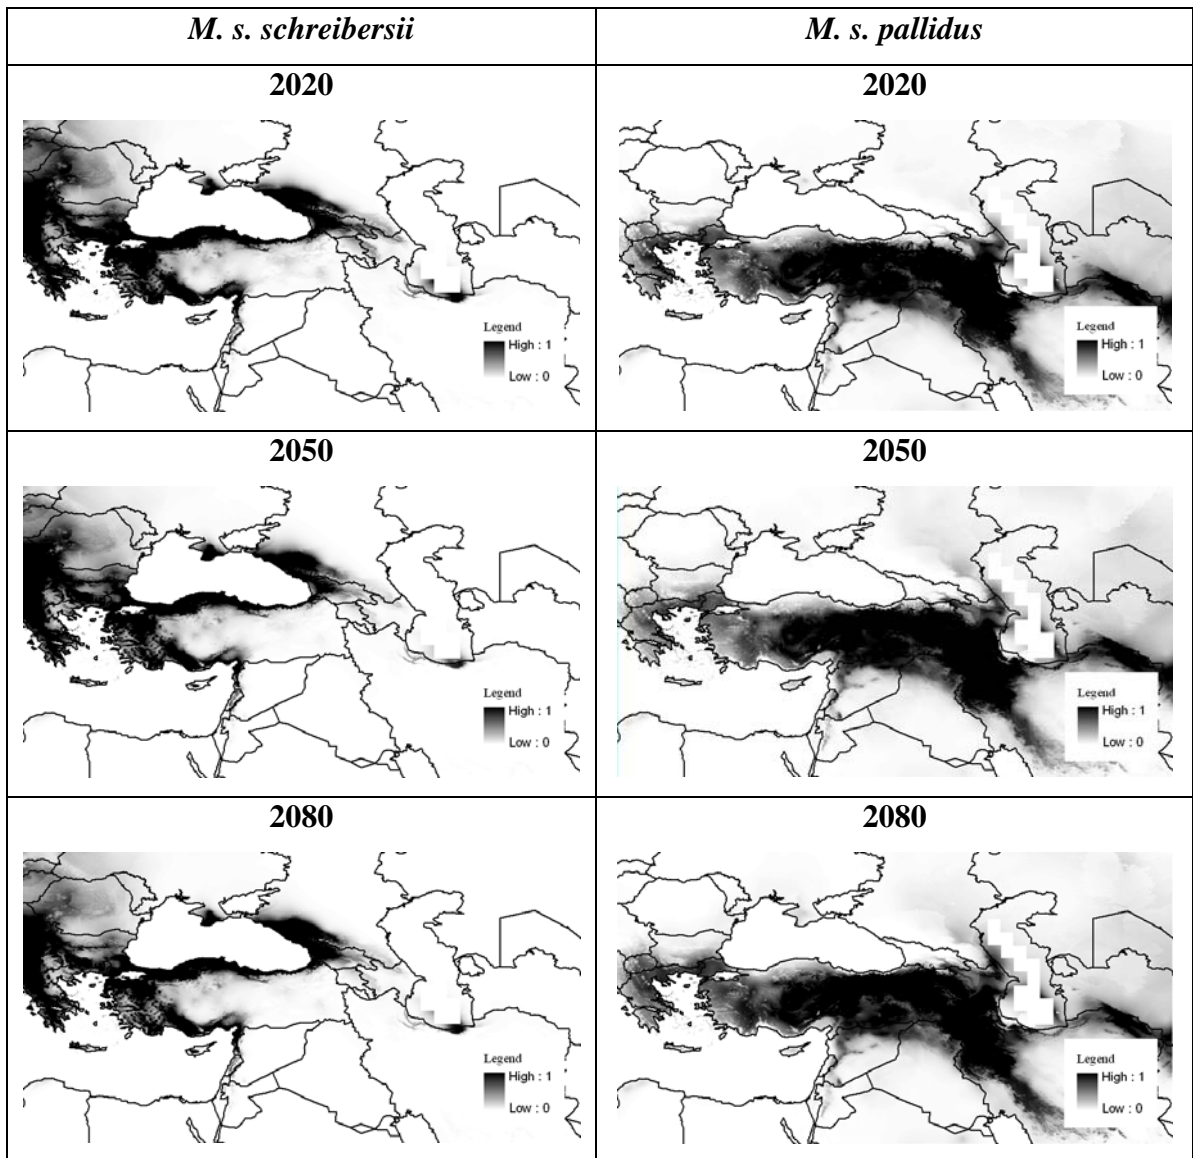 M. s. schreibersii
M. s. pallidus
2020
2020
Legend
High : 1
Low : 0
Legend
High : 1
Low : 0
2050
2050
Legend
High : 1
Low : 0
Legend
High : 1
Low : 0
2080
2080
Legend
High : 1
Low : 0
Legend
High : 1
Low : 0